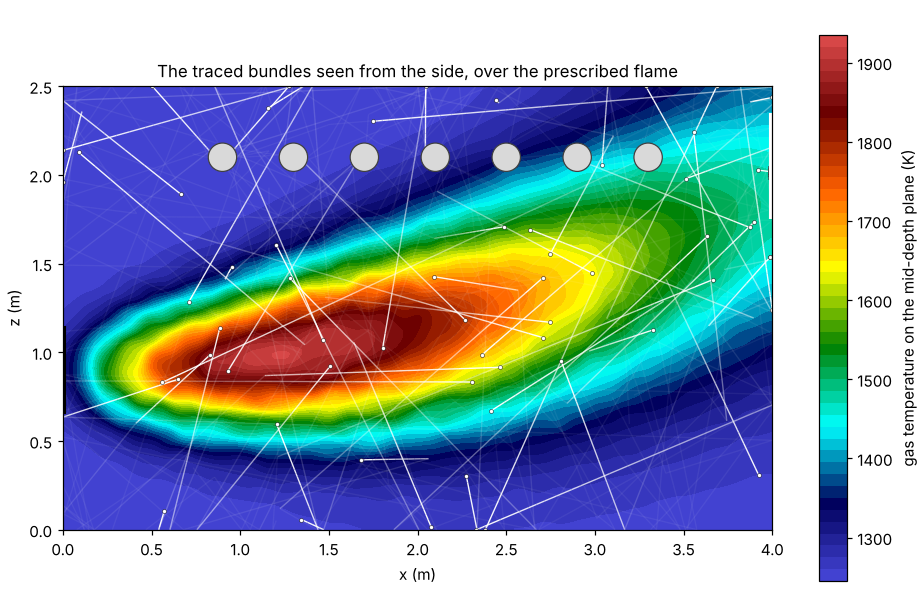 The traced bundles seen from the side, over the prescribed flame
2.5
2.0
1.5
1.0
0.5
0.0
z (m)
0.0 0.5 1.0 1.5 2.0 2.5 3.0 3.5 4.0
x (m)
1900
1800
1700
1600
1500
1400
1300
gas temperature on the mid-depth plane (K)